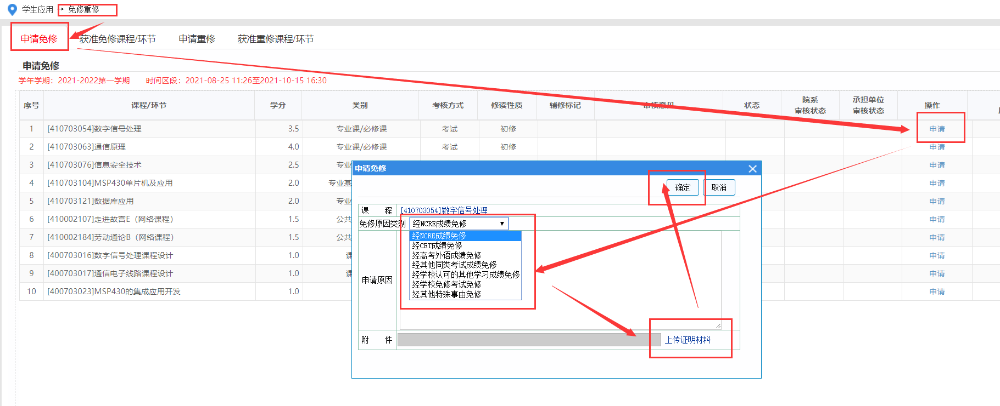 学生应用 → 免修重修
申请免修 获准免修课程/环节 申请重修 获准重修课程/环节
申请免修
学年学期：2021-2022第一学期 时间区段：2021-08-25 11:26至2021-10-15 16:30
序号 课程/环节 学分 类别 考核方式 修读性质 辅修标记 审核意见 状态 院系审核状态 承担单位审核状态 操作
1 [410703054]数字信号处理 3.5 专业课/必修课 考试 初修 申请
2 [410703063]通信原理 4.0 专业课/必修课 考试 初修 申请
3 [410703076]信息安全技术 2.5 专业 申请
4 [410703104]MSP430单片机及应用 2.0 专业基 申请
5 [410703121]数据库应用 2.0 专业 申请
6 [410002107]走进故宫E（网络课程） 1.5 公共 申请
7 [410002184]劳动通论B（网络课程） 1.5 公共 申请
8 [400703016]数字信号处理课程设计 1.0 课 申请
9 [400703017]通信电子线路课程设计 1.0 课 申请
10 [400703023]MSP430的集成应用开发 1.0 申请
申请免修
确定 取消
课 程 [410703054]数字信号处理
免修原因类别 经NCRE成绩免修
经NCRE成绩免修
经CET成绩免修
经高考外语成绩免修
经其他同类考试成绩免修
经学校认可的其他学习成绩免修
经学校免修考试免修
经其他特殊事由免修
申请原因
附 件 上传证明材料